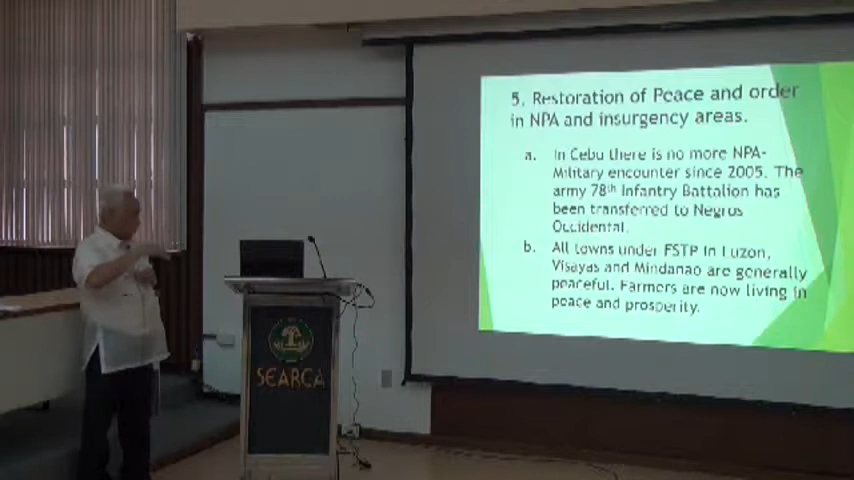 5. Restoration of Peace and order
in NPA and insurgency areas.
a. In Cebu there is no more NPA-
Military encounter since 2005. The
army 78th Infantry Battalion has
been transferred to Negros
Occidental.
b. All towns under FSTP in Luzon,
Visayas and Mindanao are generally
peaceful. Farmers are now living in
peace and prosperity.
SEARCA